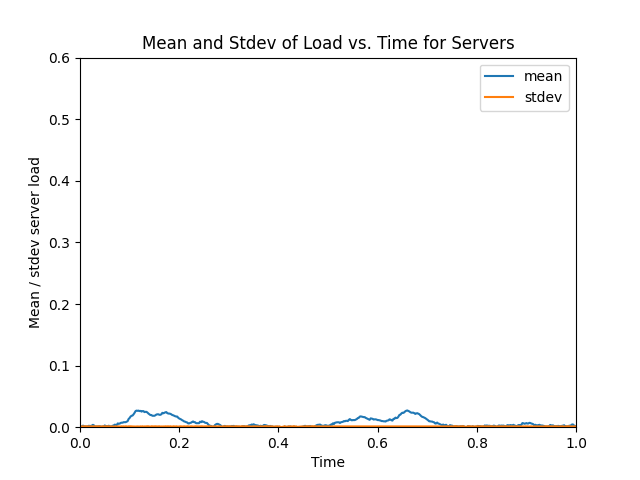 Mean and Stdev of Load vs. Time for Servers
mean
stdev
Mean / stdev server load
0.6
0.5
0.4
0.3
0.2
0.1
0.0
0.0 0.2 0.4 0.6 0.8 1.0
Time